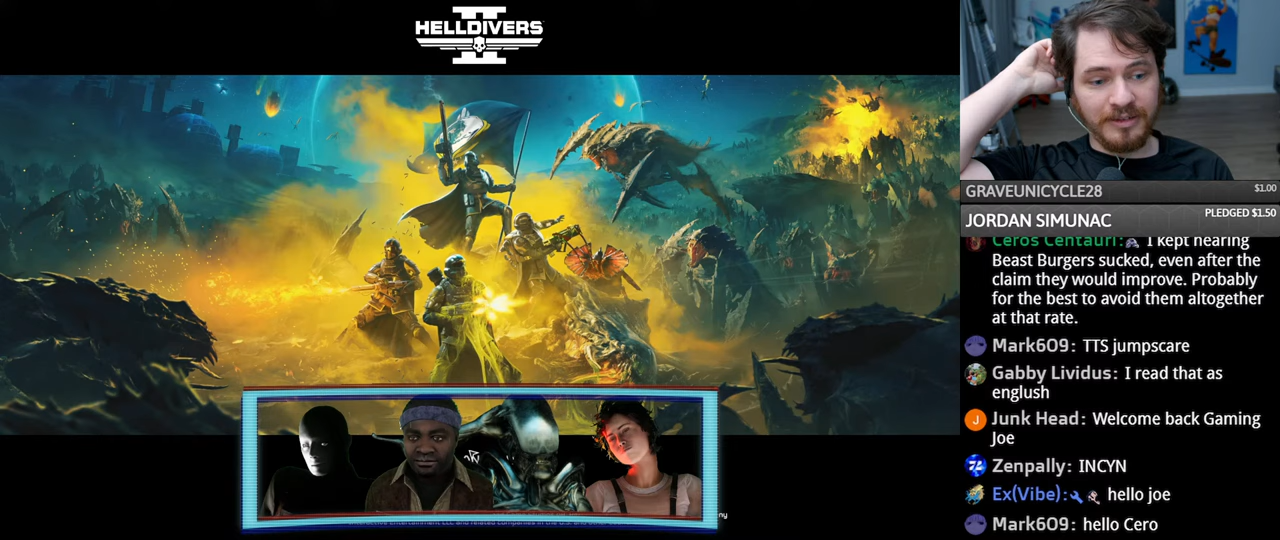 HELLDIVERS
II
GRAVEUNICYCLE28 $1.00
JORDAN SIMUNAC PLEDGED $1.50
Ceros Centauri: I kept hearing
Beast Burgers sucked, even after the
claim they would improve. Probably
for the best to avoid them altogether
at that rate.
Mark609: TTS jumpscare
Gabby Lividus: I read that as
englush
J Junk Head: Welcome back Gaming
Joe
Zenpally: INCYN
Ex(Vibe): hello joe
Mark609: hello Cero